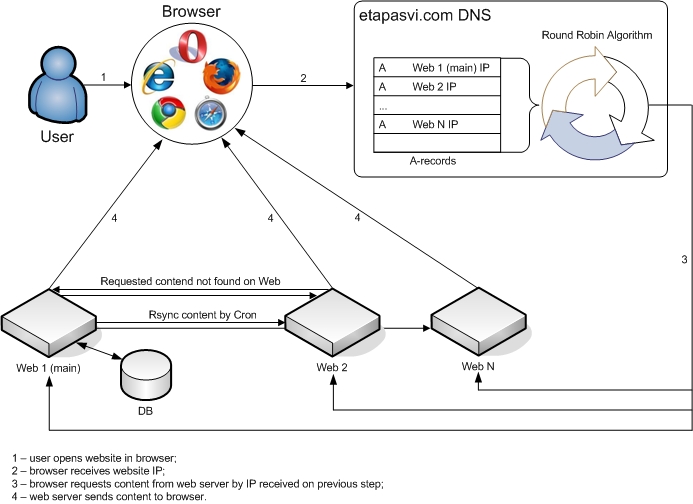 Browser
etapasvi.com DNS
Round Robin Algorithm
A Web 1 (main) IP
A Web 2 IP
...
A Web N IP
A-records
User
1
2
3
4
4
4
Requested contend not found on Web
Rsync content by Cron
Web 1 (main)
Web 2
Web N
DB
1 – user opens website in browser;
2 – browser receives website IP;
3 – browser requests content from web server by IP received on previous step;
4 – web server sends content to browser.